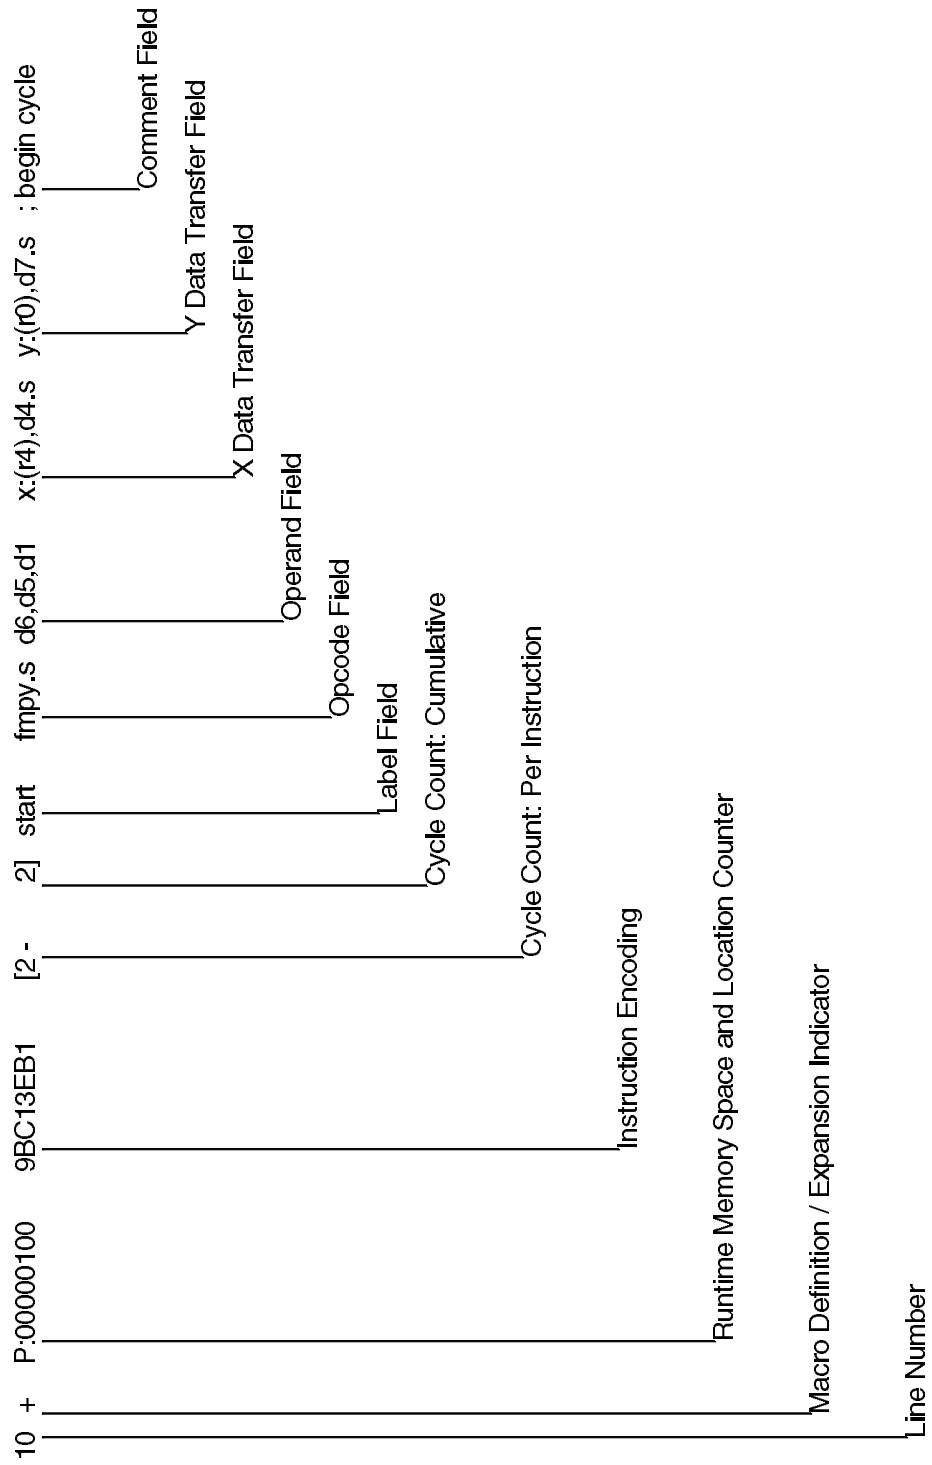 10 + P:00000100 9BC13EB1 [2 - 2] start fmpy.s d6,d5,d1 x:(r4),d4.s y:(r0),d7.s ; begin cycle
Comment Field
Y Data Transfer Field
X Data Transfer Field
Operand Field
Opcode Field
Label Field
Cycle Count: Cumulative
Cycle Count: Per Instruction
Instruction Encoding
Runtime Memory Space and Location Counter
Macro Definition / Expansion Indicator
Line Number